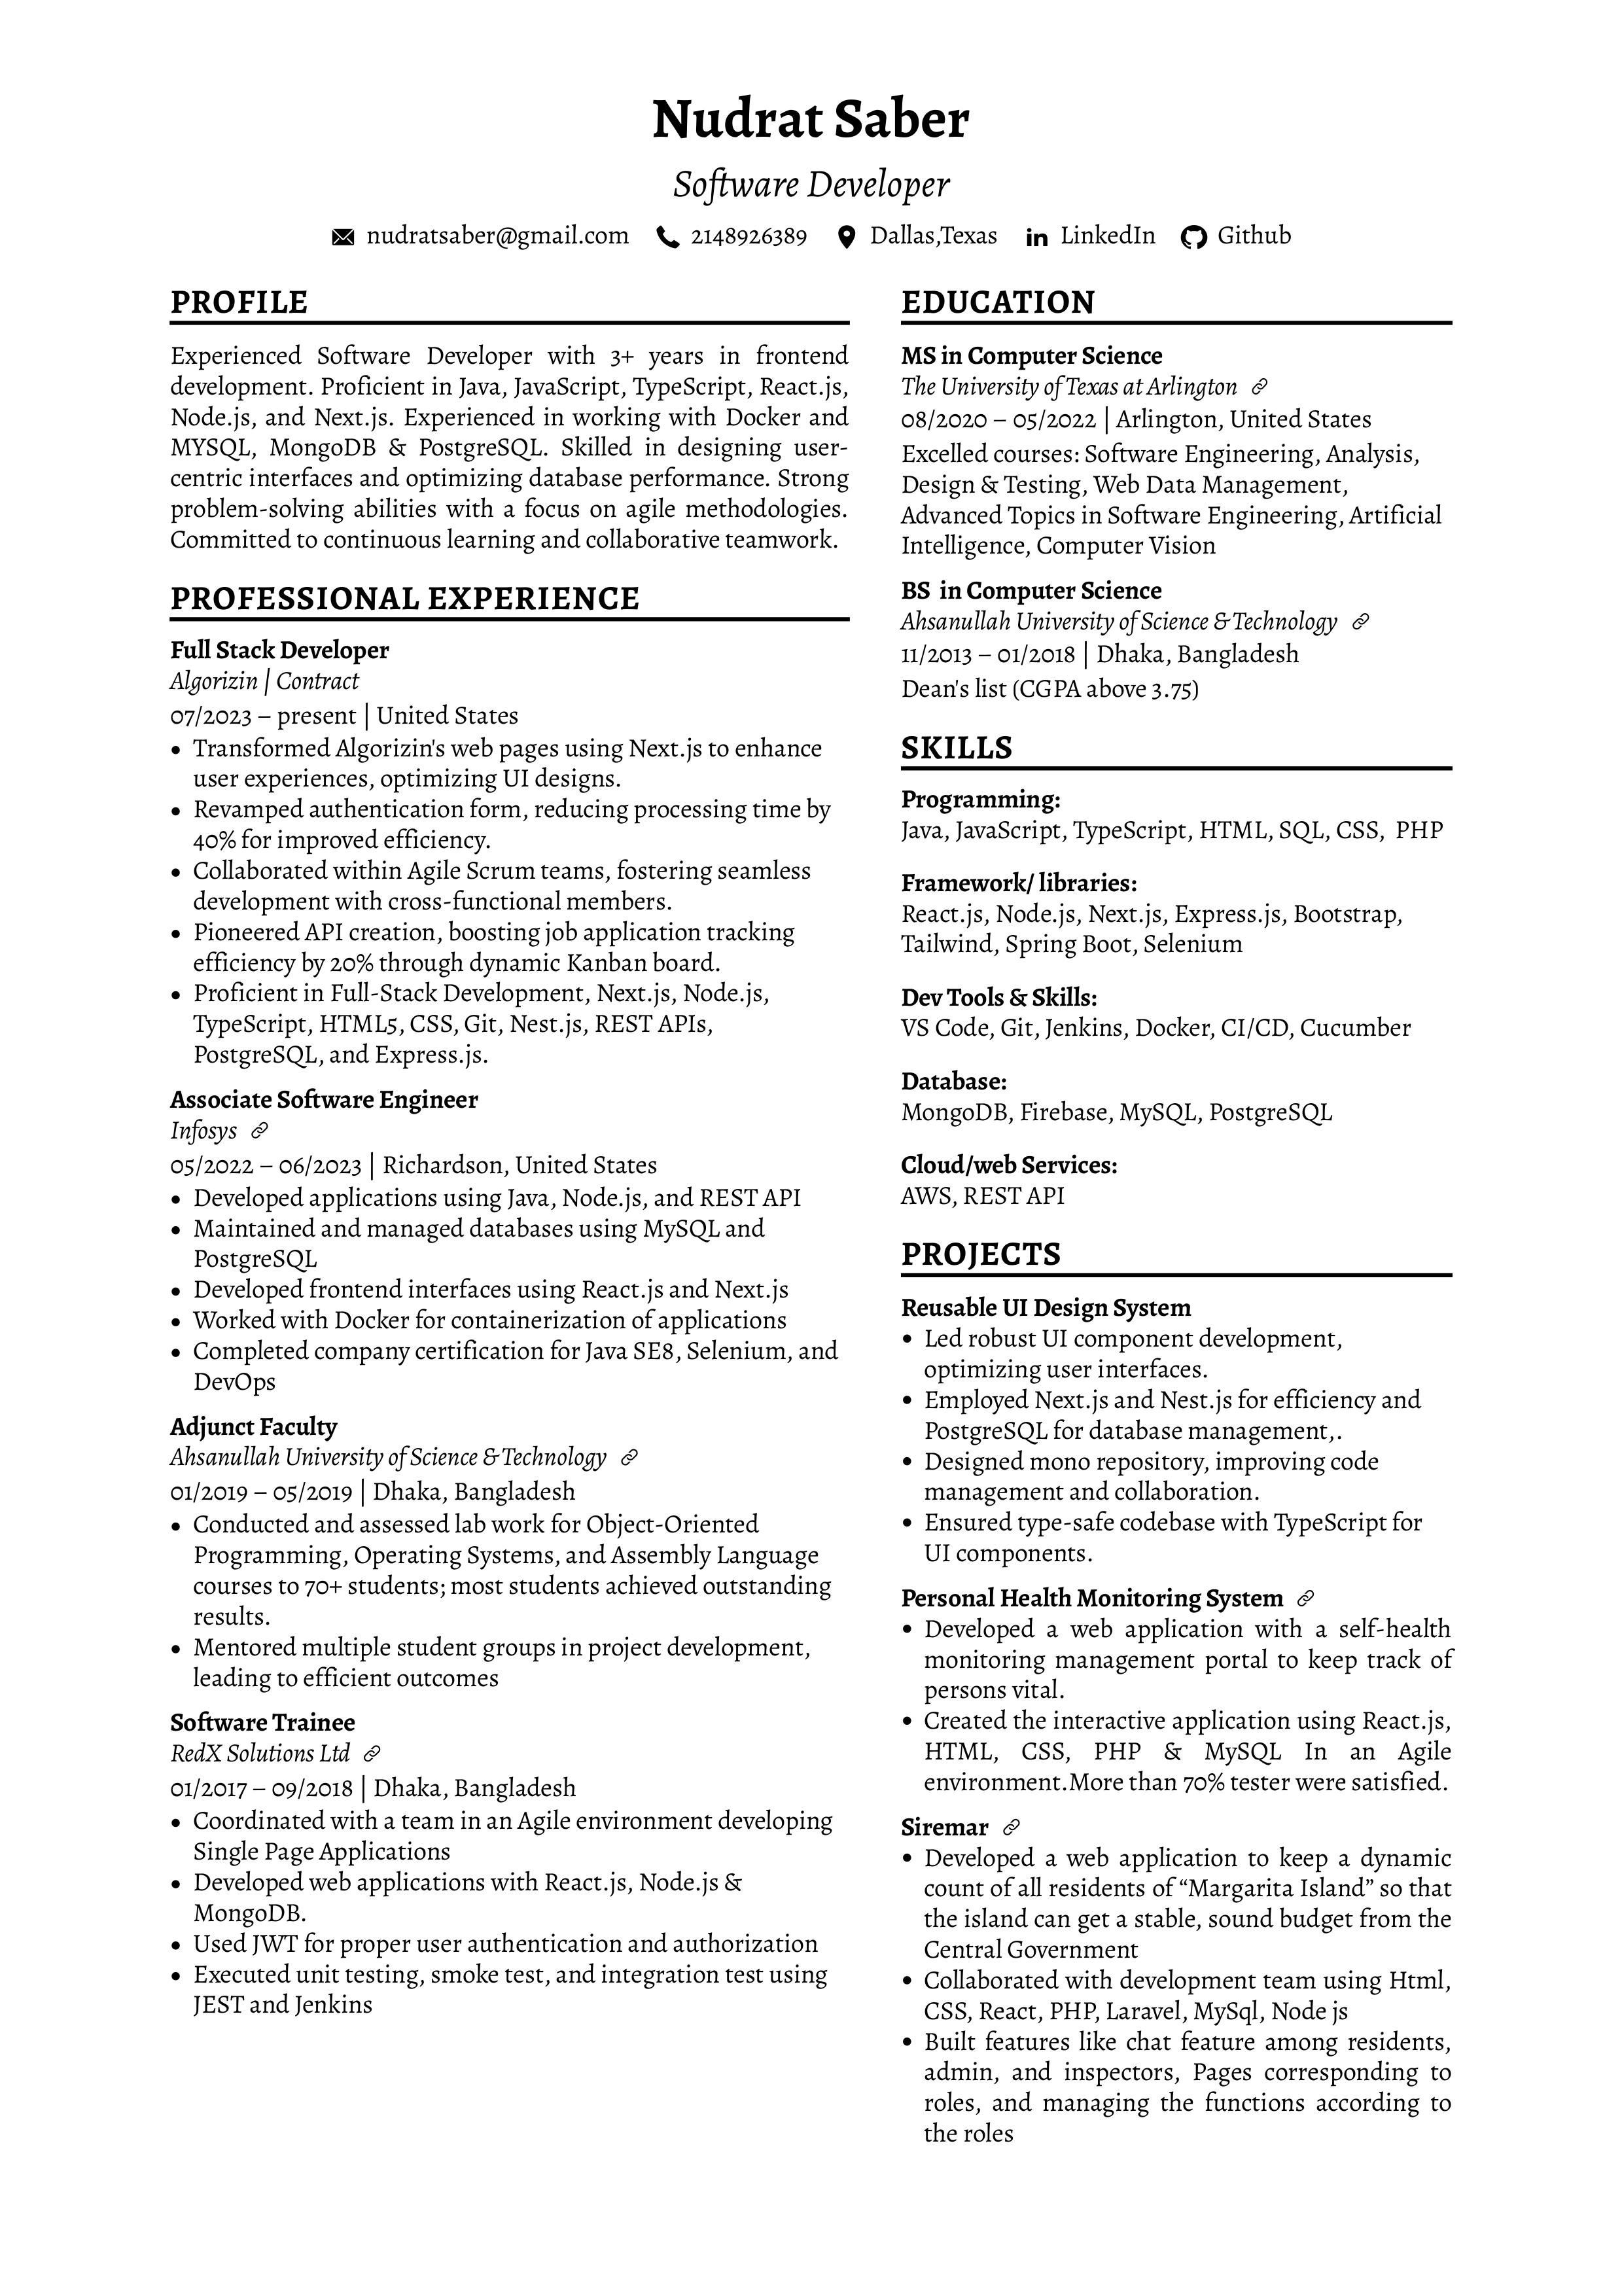 Nudrat Saber
Software Developer
nudratsaber@gmail.com 2148926389 Dallas,Texas LinkedIn Github
PROFILE
Experienced Software Developer with 3+ years in frontend
development. Proficient in Java, JavaScript, TypeScript, React.js,
Node.js, and Next.js. Experienced in working with Docker and
MYSQL, MongoDB & PostgreSQL. Skilled in designing user-
centric interfaces and optimizing database performance. Strong
problem-solving abilities with a focus on agile methodologies.
Committed to continuous learning and collaborative teamwork.
PROFESSIONAL EXPERIENCE
Full Stack Developer
Algorizin | Contract
07/2023 – present | United States
• Transformed Algorizin's web pages using Next.js to enhance
user experiences, optimizing UI designs.
• Revamped authentication form, reducing processing time by
40% for improved efficiency.
• Collaborated within Agile Scrum teams, fostering seamless
development with cross-functional members.
• Pioneered API creation, boosting job application tracking
efficiency by 20% through dynamic Kanban board.
• Proficient in Full-Stack Development, Next.js, Node.js,
TypeScript, HTML5, CSS, Git, Nest.js, REST APIs,
PostgreSQL, and Express.js.
Associate Software Engineer
Infosys
05/2022 – 06/2023 | Richardson, United States
• Developed applications using Java, Node.js, and REST API
• Maintained and managed databases using MySQL and
PostgreSQL
• Developed frontend interfaces using React.js and Next.js
• Worked with Docker for containerization of applications
• Completed company certification for Java SE8, Selenium, and
DevOps
Adjunct Faculty
Ahsanullah University of Science & Technology
01/2019 – 05/2019 | Dhaka, Bangladesh
• Conducted and assessed lab work for Object-Oriented
Programming, Operating Systems, and Assembly Language
courses to 70+ students; most students achieved outstanding
results.
• Mentored multiple student groups in project development,
leading to efficient outcomes
Software Trainee
RedX Solutions Ltd
01/2017 – 09/2018 | Dhaka, Bangladesh
• Coordinated with a team in an Agile environment developing
Single Page Applications
• Developed web applications with React.js, Node.js &
MongoDB.
• Used JWT for proper user authentication and authorization
• Executed unit testing, smoke test, and integration test using
JEST and Jenkins
EDUCATION
MS in Computer Science
The University of Texas at Arlington
08/2020 – 05/2022 | Arlington, United States
Excelled courses: Software Engineering, Analysis,
Design & Testing, Web Data Management,
Advanced Topics in Software Engineering, Artificial
Intelligence, Computer Vision
BS in Computer Science
Ahsanullah University of Science & Technology
11/2013 – 01/2018 | Dhaka, Bangladesh
Dean's list (CGPA above 3.75)
SKILLS
Programming:
Java, JavaScript, TypeScript, HTML, SQL, CSS, PHP
Framework/ libraries:
React.js, Node.js, Next.js, Express.js, Bootstrap,
Tailwind, Spring Boot, Selenium
Dev Tools & Skills:
VS Code, Git, Jenkins, Docker, CI/CD, Cucumber
Database:
MongoDB, Firebase, MySQL, PostgreSQL
Cloud/web Services:
AWS, REST API
PROJECTS
Reusable UI Design System
• Led robust UI component development,
optimizing user interfaces.
• Employed Next.js and Nest.js for efficiency and
PostgreSQL for database management,.
• Designed mono repository, improving code
management and collaboration.
• Ensured type-safe codebase with TypeScript for
UI components.
Personal Health Monitoring System
• Developed a web application with a self-health
monitoring management portal to keep track of
persons vital.
• Created the interactive application using React.js,
HTML, CSS, PHP & MySQL In an Agile
environment.More than 70% tester were satisfied.
Siremar
• Developed a web application to keep a dynamic
count of all residents of “Margarita Island” so that
the island can get a stable, sound budget from the
Central Government
• Collaborated with development team using Html,
CSS, React, PHP, Laravel, MySql, Node js
• Built features like chat feature among residents,
admin, and inspectors, Pages corresponding to
roles, and managing the functions according to
the roles